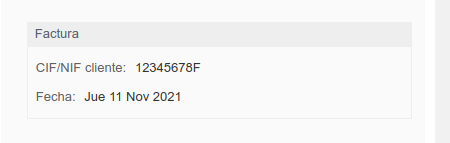 Factura
CIF/NIF cliente: 12345678F
Fecha: Jue 11 Nov 2021